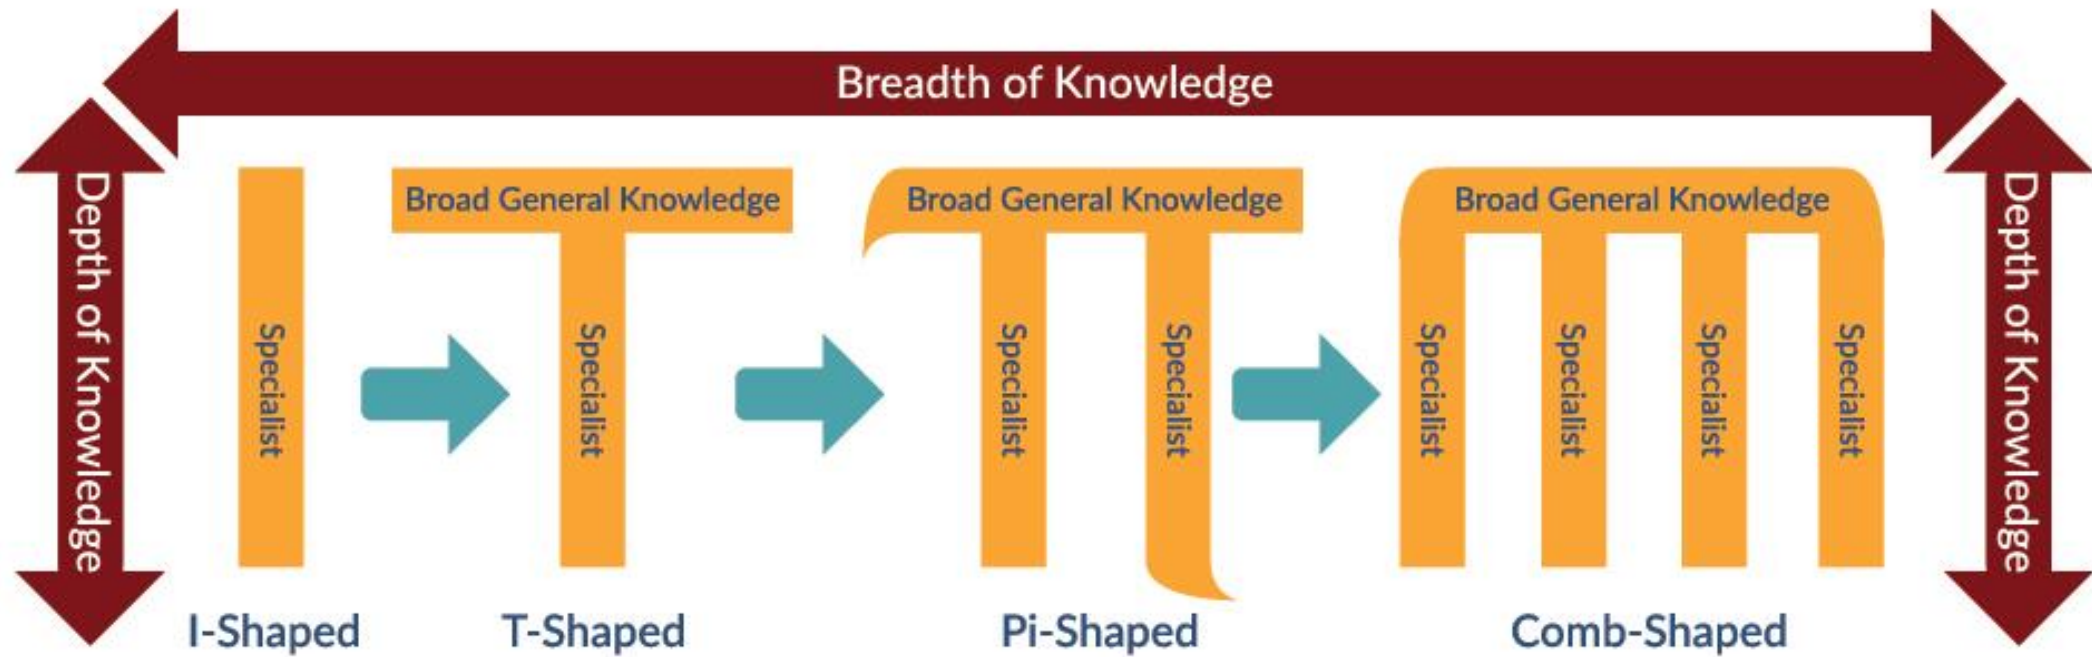 Breadth of Knowledge
Depth of Knowledge
Specialist
I-Shaped
Broad General Knowledge
Specialist
T-Shaped
Broad General Knowledge
Specialist
Specialist
Pi-Shaped
Broad General Knowledge
Specialist
Specialist
Specialist
Specialist
Comb-Shaped
Depth of Knowledge